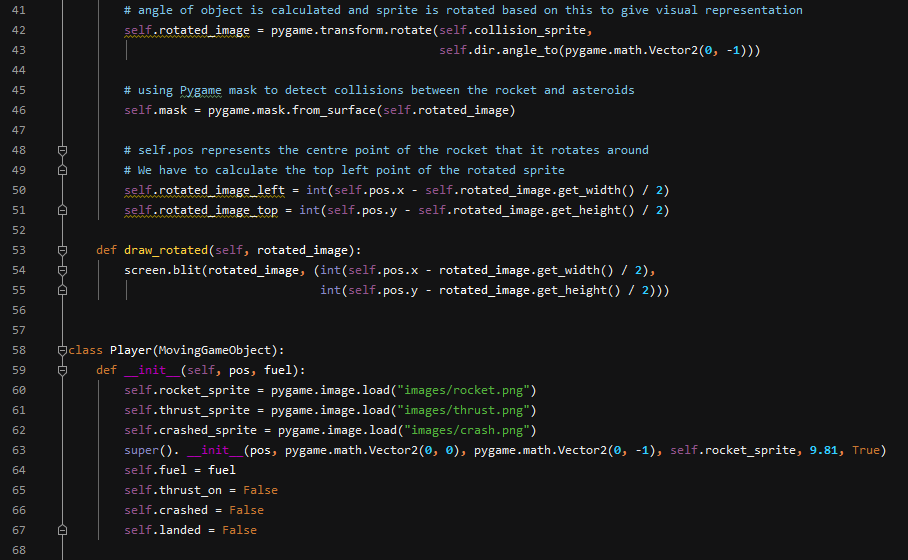 41 # angle of object is calculated and sprite is rotated based on this to give visual representation
42 self.rotated_image = pygame.transform.rotate(self.collision_sprite,
43 self.dir.angle_to(pygame.math.Vector2(0, -1)))
44
45 # using Pygame mask to detect collisions between the rocket and asteroids
46 self.mask = pygame.mask.from_surface(self.rotated_image)
47
48 # self.pos represents the centre point of the rocket that it rotates around
49 # We have to calculate the top left point of the rotated sprite
50 self.rotated_image_left = int(self.pos.x - self.rotated_image.get_width() / 2)
51 self.rotated_image_top = int(self.pos.y - self.rotated_image.get_height() / 2)
52
53 def draw_rotated(self, rotated_image):
54 screen.blit(rotated_image, (int(self.pos.x - rotated_image.get_width() / 2),
55 int(self.pos.y - rotated_image.get_height() / 2)))
56
57
58 class Player(MovingGameObject):
59 def __init__(self, pos, fuel):
60 self.rocket_sprite = pygame.image.load("images/rocket.png")
61 self.thrust_sprite = pygame.image.load("images/thrust.png")
62 self.crashed_sprite = pygame.image.load("images/crash.png")
63 super(). __init__(pos, pygame.math.Vector2(0, 0), pygame.math.Vector2(0, -1), self.rocket_sprite, 9.81, True)
64 self.fuel = fuel
65 self.thrust_on = False
66 self.crashed = False
67 self.landed = False
68